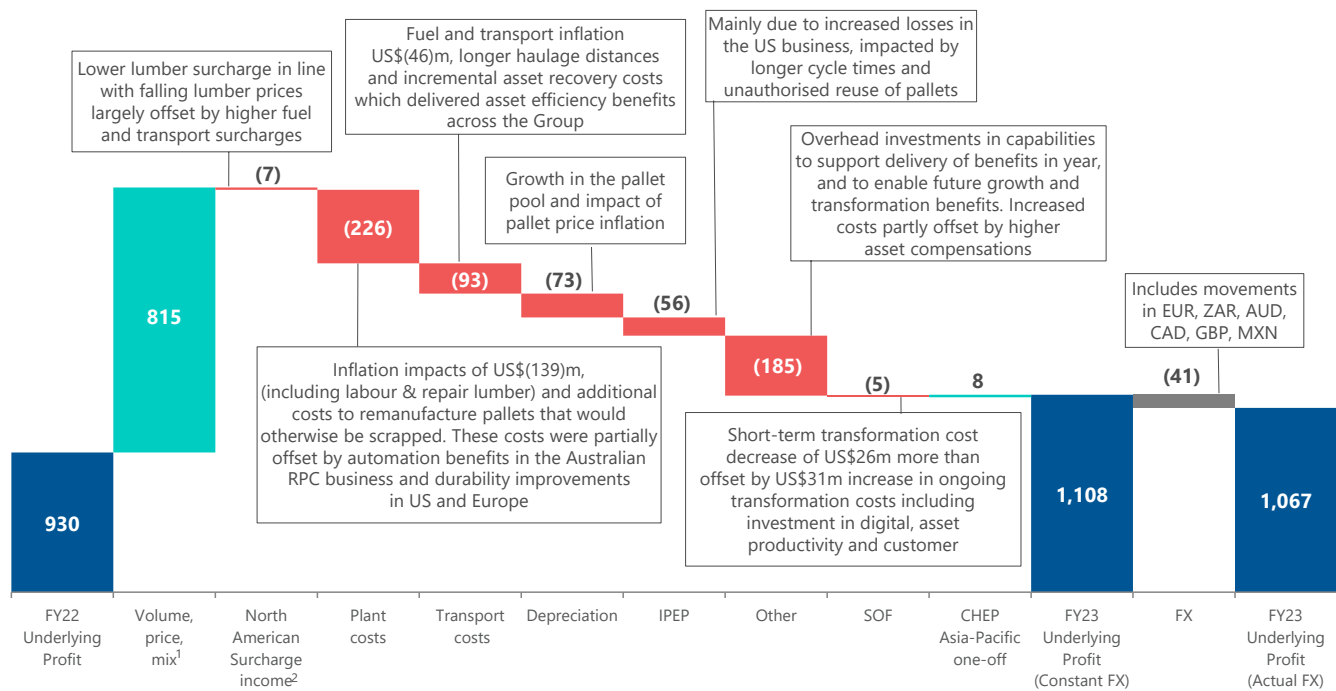 Fuel and transport inflation
US$(46)m, longer haulage distances
and incremental asset recovery costs
which delivered asset efficiency benefits
across the Group
Mainly due to increased losses in
the US business, impacted by
longer cycle times and
unauthorised reuse of pallets
Lower lumber surcharge in line
with falling lumber prices
largely offset by higher fuel
and transport surcharges
Overhead investments in capabilities
to support delivery of benefits in year,
and to enable future growth and
transformation benefits. Increased
costs partly offset by higher
asset compensations
Growth in the pallet
pool and impact of
pallet price inflation
Includes movements
in EUR, ZAR, AUD,
CAD, GBP, MXN
Inflation impacts of US$(139)m,
(including labour & repair lumber) and additional
costs to remanufacture pallets that would
otherwise be scrapped. These costs were partially
offset by automation benefits in the Australian
RPC business and durability improvements
in US and Europe
Short-term transformation cost
decrease of US$26m more than
offset by US$31m increase in ongoing
transformation costs including
investment in digital, asset
productivity and customer
930
815
(7)
(226)
(93)
(73)
(56)
(185)
(5)
8
1,108
(41)
1,067
FY22
Underlying
Profit
Volume,
price,
mix¹
North
American
Surcharge
income²
Plant
costs
Transport
costs
Depreciation
IPEP
Other
SOF
CHEP
Asia-Pacific
one-off
FY23
Underlying
Profit
(Constant FX)
FX
FY23
Underlying
Profit
(Actual FX)